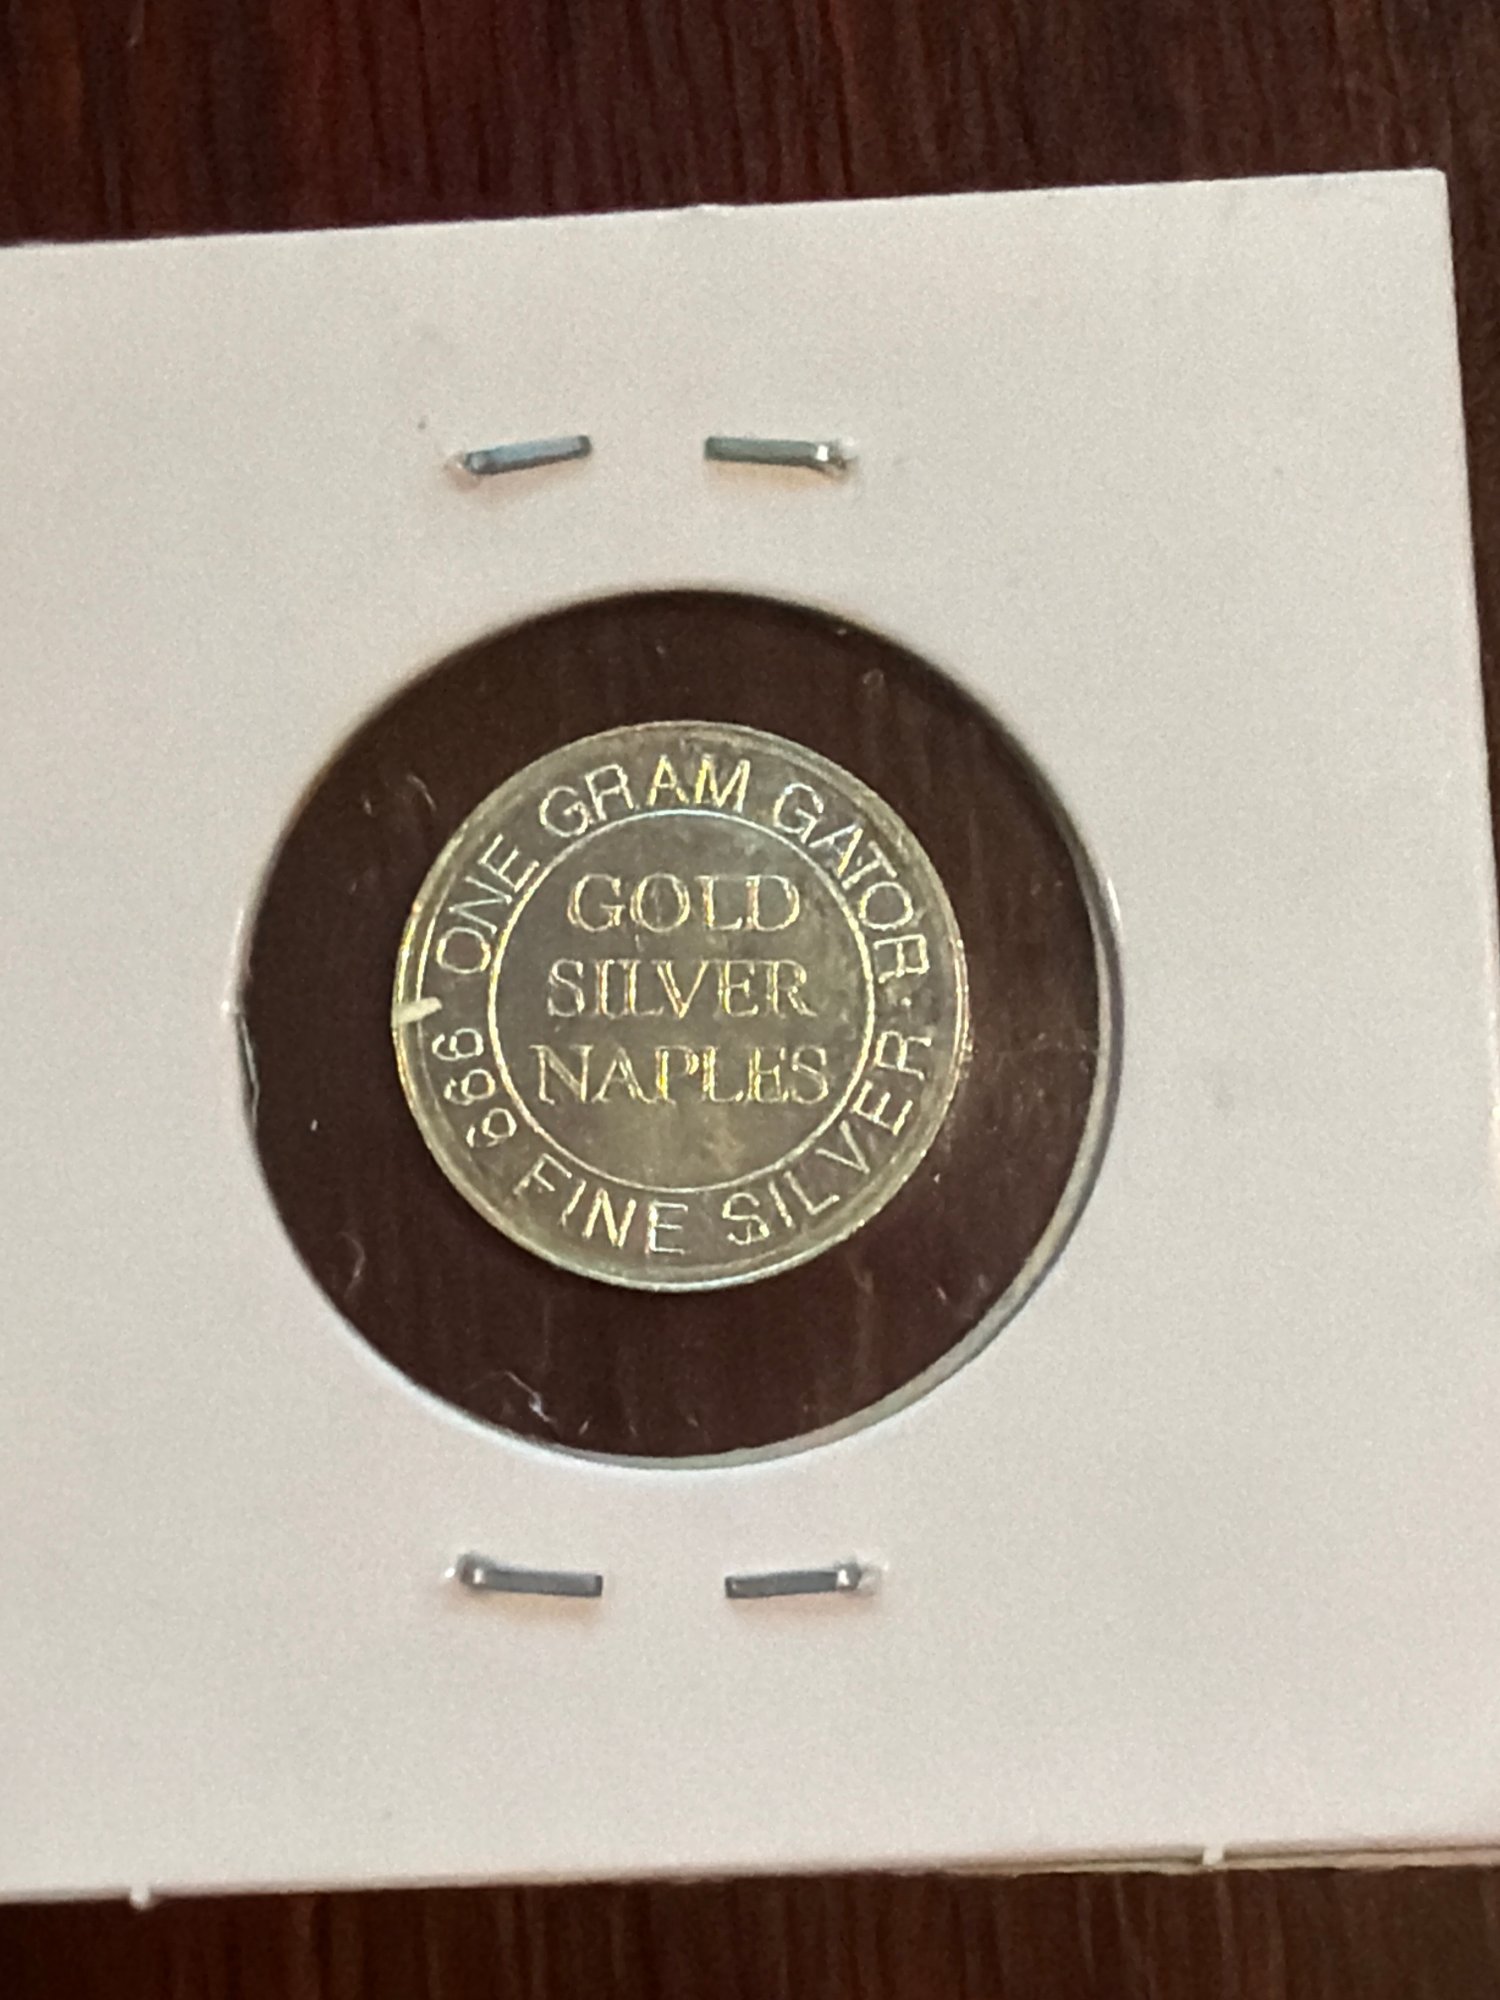 ONE GRAM GATOR
GOLD
SILVER
NAPLES
999 FINE SILVER